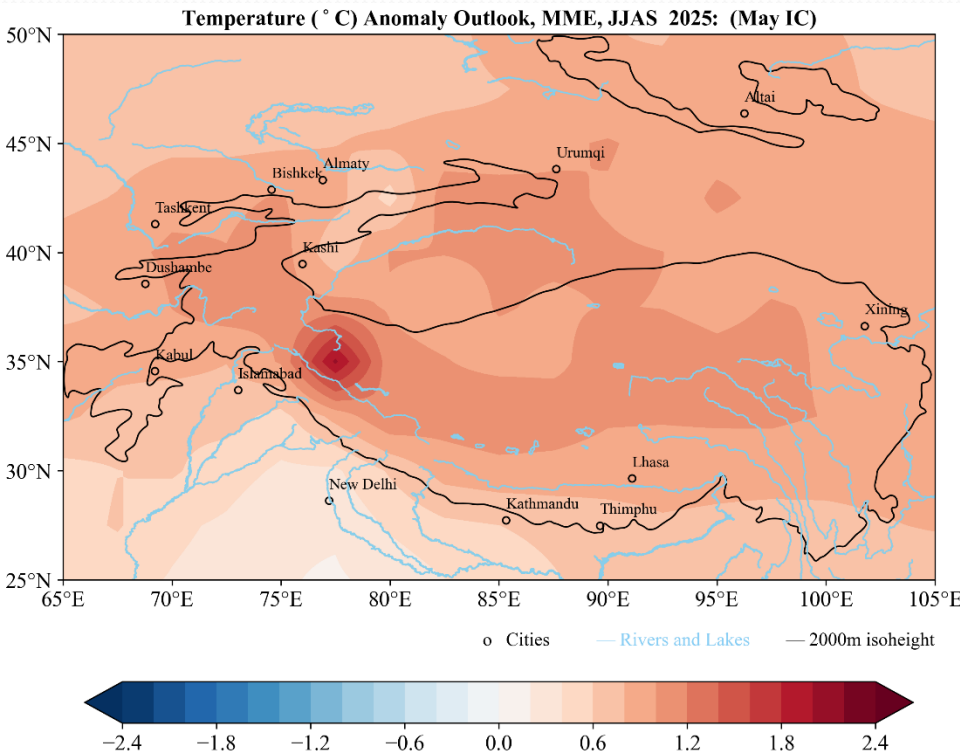 Temperature ( ° C) Anomaly Outlook, MME, JJAS 2025: (May IC)
50°N
Altai
45°N
Urumqi
Almaty
Bishkek
Tashkent
40°N
Kashi
Dushambe
Xining
35°N
Kabul
Islamabad
30°N
Lhasa
New Delhi
Kathmandu
Thimphu
25°N
65°E 70°E 75°E 80°E 85°E 90°E 95°E 100°E 105°E
Cities Rivers and Lakes 2000m isoheight
−2.4 −1.8 −1.2 −0.6 0.0 0.6 1.2 1.8 2.4